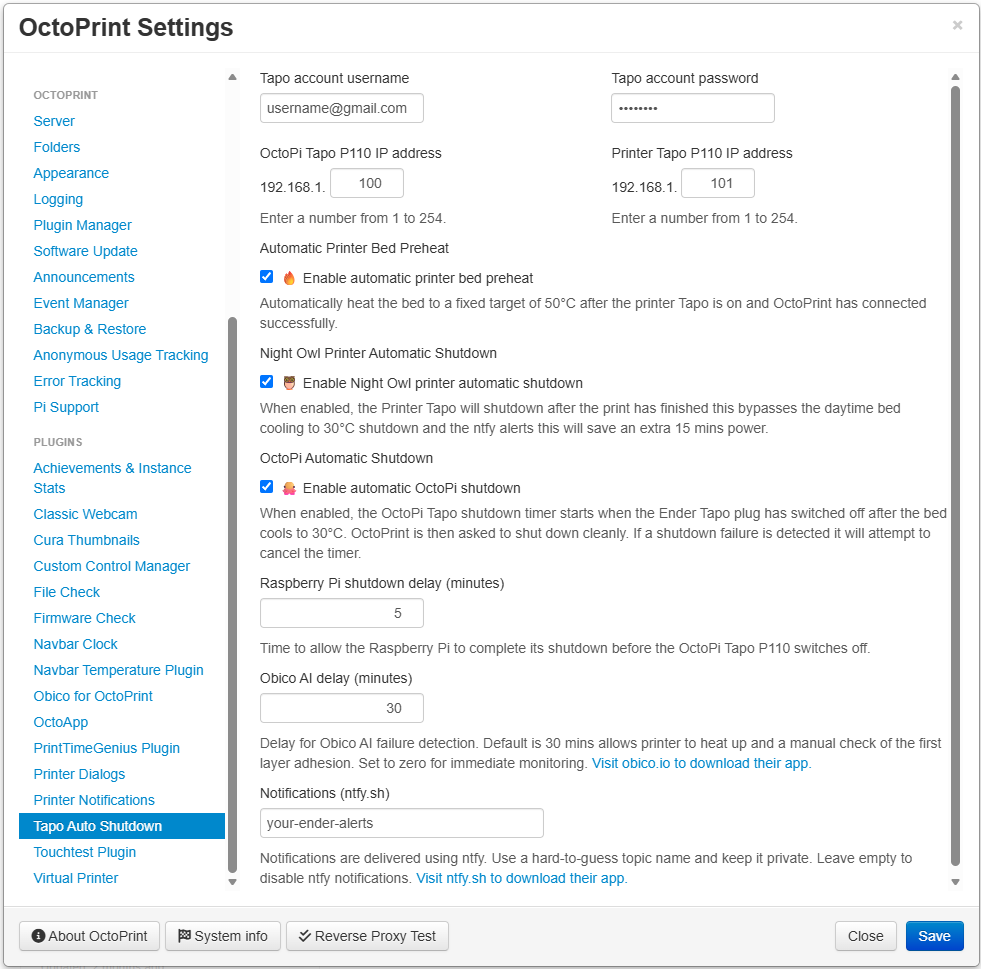 OctoPrint Settings
×
OCTOPRINT
Server
Folders
Appearance
Logging
Plugin Manager
Software Update
Announcements
Event Manager
Backup & Restore
Anonymous Usage Tracking
Error Tracking
Pi Support
PLUGINS
Achievements & Instance
Stats
Classic Webcam
Cura Thumbnails
Custom Control Manager
File Check
Firmware Check
Navbar Clock
Navbar Temperature Plugin
Obico for OctoPrint
OctoApp
PrintTimeGenius Plugin
Printer Dialogs
Printer Notifications
Tapo Auto Shutdown
Touchtest Plugin
Virtual Printer
Tapo account username
Tapo account password
username@gmail.com
••••••••
OctoPi Tapo P110 IP address
Printer Tapo P110 IP address
192.168.1. 100
192.168.1. 101
Enter a number from 1 to 254.
Enter a number from 1 to 254.
Automatic Printer Bed Preheat
🔥 Enable automatic printer bed preheat
Automatically heat the bed to a fixed target of 50°C after the printer Tapo is on and OctoPrint has connected
successfully.
Night Owl Printer Automatic Shutdown
🦉 Enable Night Owl printer automatic shutdown
When enabled, the Printer Tapo will shutdown after the print has finished this bypasses the daytime bed
cooling to 30°C shutdown and the ntfy alerts this will save an extra 15 mins power.
OctoPi Automatic Shutdown
🐙 Enable automatic OctoPi shutdown
When enabled, the OctoPi Tapo shutdown timer starts when the Ender Tapo plug has switched off after the bed
cools to 30°C. OctoPrint is then asked to shut down cleanly. If a shutdown failure is detected it will attempt to
cancel the timer.
Raspberry Pi shutdown delay (minutes)
5
Time to allow the Raspberry Pi to complete its shutdown before the OctoPi Tapo P110 switches off.
Obico AI delay (minutes)
30
Delay for Obico AI failure detection. Default is 30 mins allows printer to heat up and a manual check of the first
layer adhesion. Set to zero for immediate monitoring. Visit obico.io to download their app.
Notifications (ntfy.sh)
your-ender-alerts
Notifications are delivered using ntfy. Use a hard-to-guess topic name and keep it private. Leave empty to
disable ntfy notifications. Visit ntfy.sh to download their app.
About OctoPrint
System info
Reverse Proxy Test
Close
Save